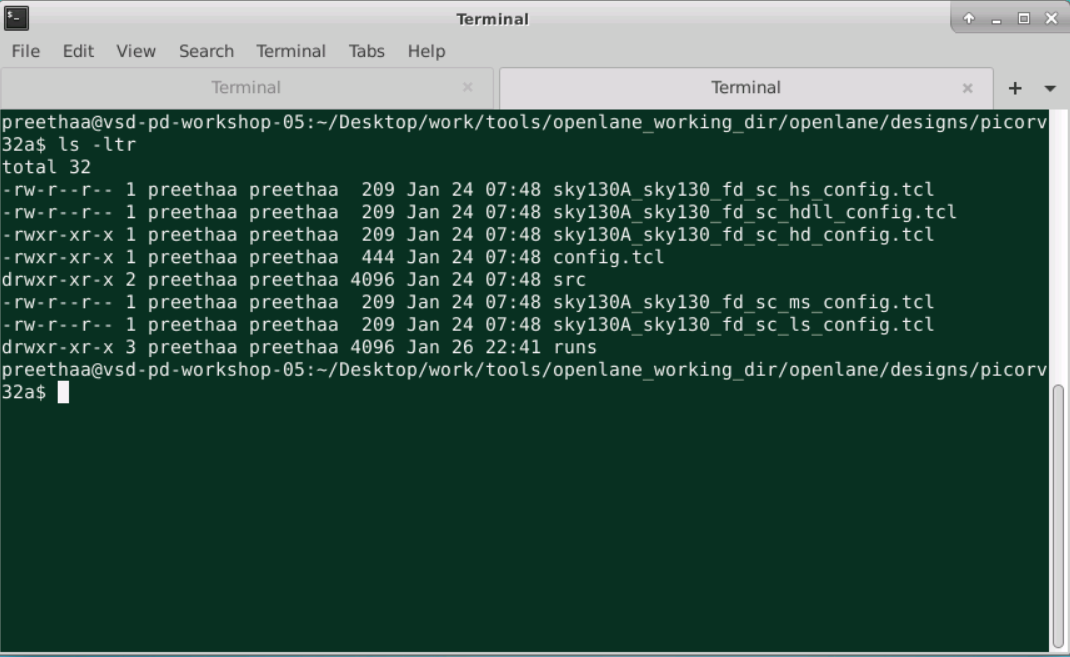 Terminal
File Edit View Search Terminal Tabs Help
Terminal Terminal
preethaa@vsd-pd-workshop-05:~/Desktop/work/tools/openlane_working_dir/openlane/designs/picorv
32a$ ls -ltr
total 32
-rw-r--r-- 1 preethaa preethaa  209 Jan 24 07:48 sky130A_sky130_fd_sc_hs_config.tcl
-rw-r--r-- 1 preethaa preethaa  209 Jan 24 07:48 sky130A_sky130_fd_sc_hdll_config.tcl
-rwxr-xr-x 1 preethaa preethaa  209 Jan 24 07:48 sky130A_sky130_fd_sc_hd_config.tcl
-rwxr-xr-x 1 preethaa preethaa  444 Jan 24 07:48 config.tcl
drwxr-xr-x 2 preethaa preethaa 4096 Jan 24 07:48 src
-rw-r--r-- 1 preethaa preethaa  209 Jan 24 07:48 sky130A_sky130_fd_sc_ms_config.tcl
-rw-r--r-- 1 preethaa preethaa  209 Jan 24 07:48 sky130A_sky130_fd_sc_ls_config.tcl
drwxr-xr-x 3 preethaa preethaa 4096 Jan 26 22:41 runs
preethaa@vsd-pd-workshop-05:~/Desktop/work/tools/openlane_working_dir/openlane/designs/picorv
32a$